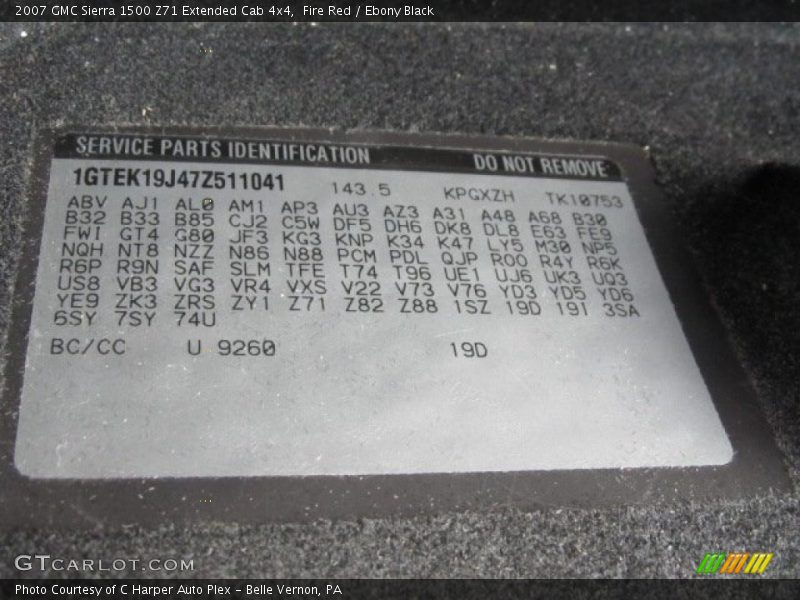 2007 GMC Sierra 1500 Z71 Extended Cab 4x4, Fire Red / Ebony Black
SERVICE PARTS IDENTIFICATION DO NOT REMOVE
1GTEK19J47Z511041 143.5 KPGXZH TK10753
ABV AJ1 AL0 AM1 AP3 AU3 AZ3 A31 A48 A68 B30
B32 B33 B85 CJ2 C5W DF5 DH6 DK8 DL8 E63 FE9
FWI GT4 G80 JF3 KG3 KNP K34 K47 LY5 M30 NP5
NQH NT8 NZZ N86 N88 PCM PDL QJP R00 R4Y R6K
R6P R9N SAF SLM TFE T74 T96 UE1 UJ6 UK3 UQ3
US8 VB3 VG3 VR4 VXS V22 V73 V76 YD3 YD5 YD6
YE9 ZK3 ZRS ZY1 Z71 Z82 Z88 1SZ 19D 19I 3SA
6SY 7SY 74U
BC/CC U 9260 19D
GTCARLOT.COM
Photo Courtesy of C Harper Auto Plex – Belle Vernon, PA